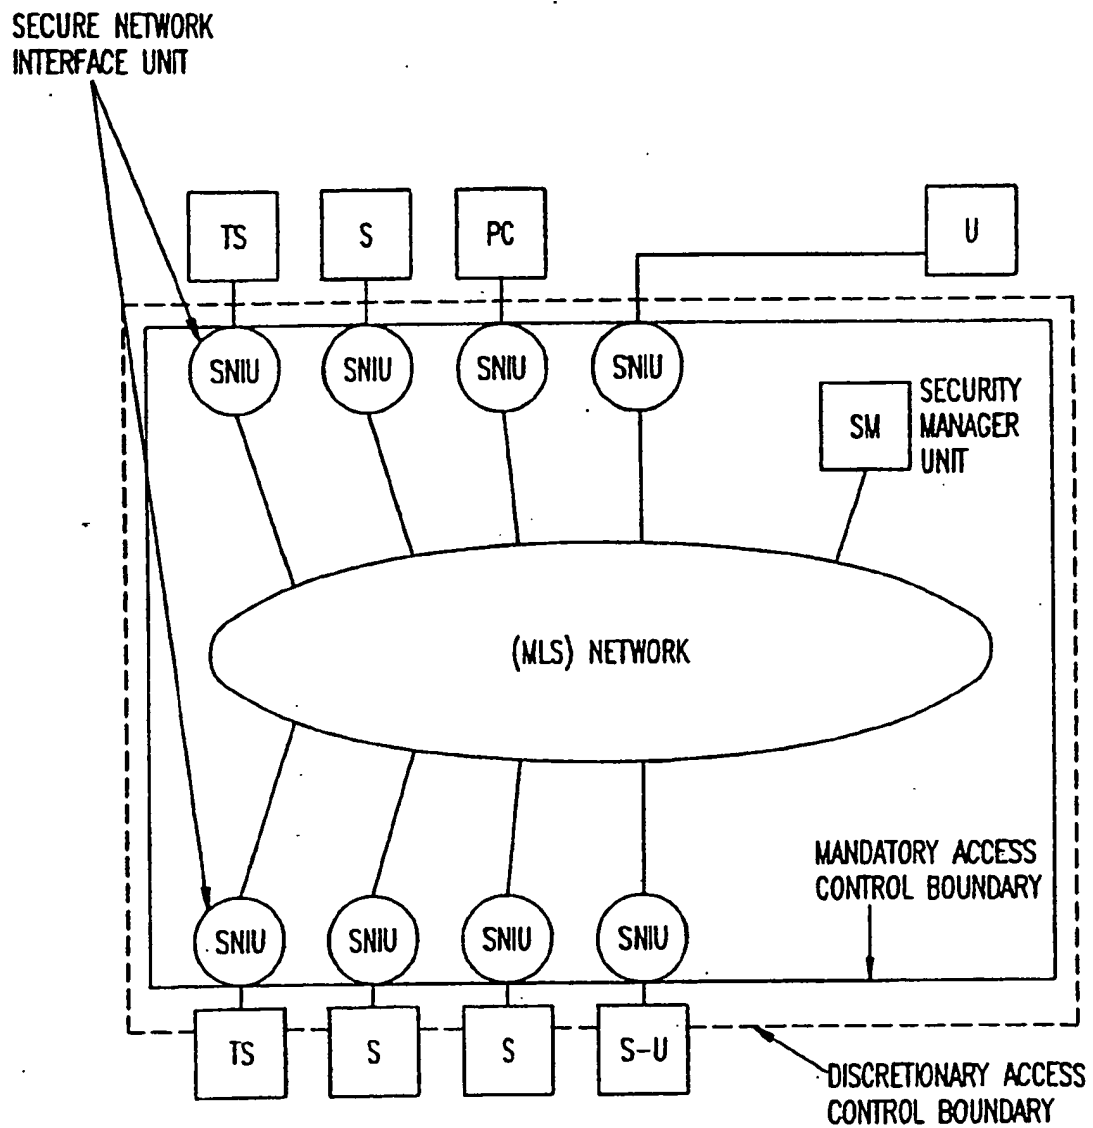 SECURE NETWORK
INTERFACE UNIT
TS
S
PC
U
SNIU
SNIU
SNIU
SNIU
SM
SECURITY
MANAGER
UNIT
(MLS) NETWORK
MANDATORY ACCESS
CONTROL BOUNDARY
SNIU
SNIU
SNIU
SNIU
TS
S
S
S-U
DISCRETIONARY ACCESS
CONTROL BOUNDARY